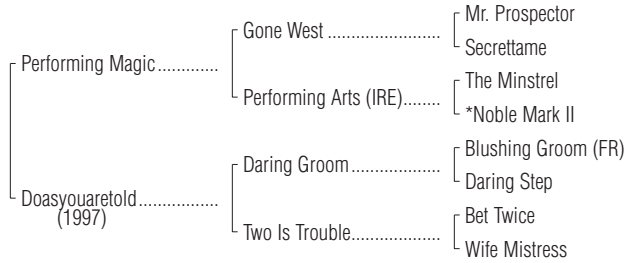 Mr. Prospector
Gone West ......................
Secrettame
Performing Magic.............
The Minstrel
Performing Arts (IRE)........
*Noble Mark II
Blushing Groom (FR)
Daring Groom..................
Daring Step
Doasyouaretold................
(1997)
Bet Twice
Two Is Trouble..................
Wife Mistress